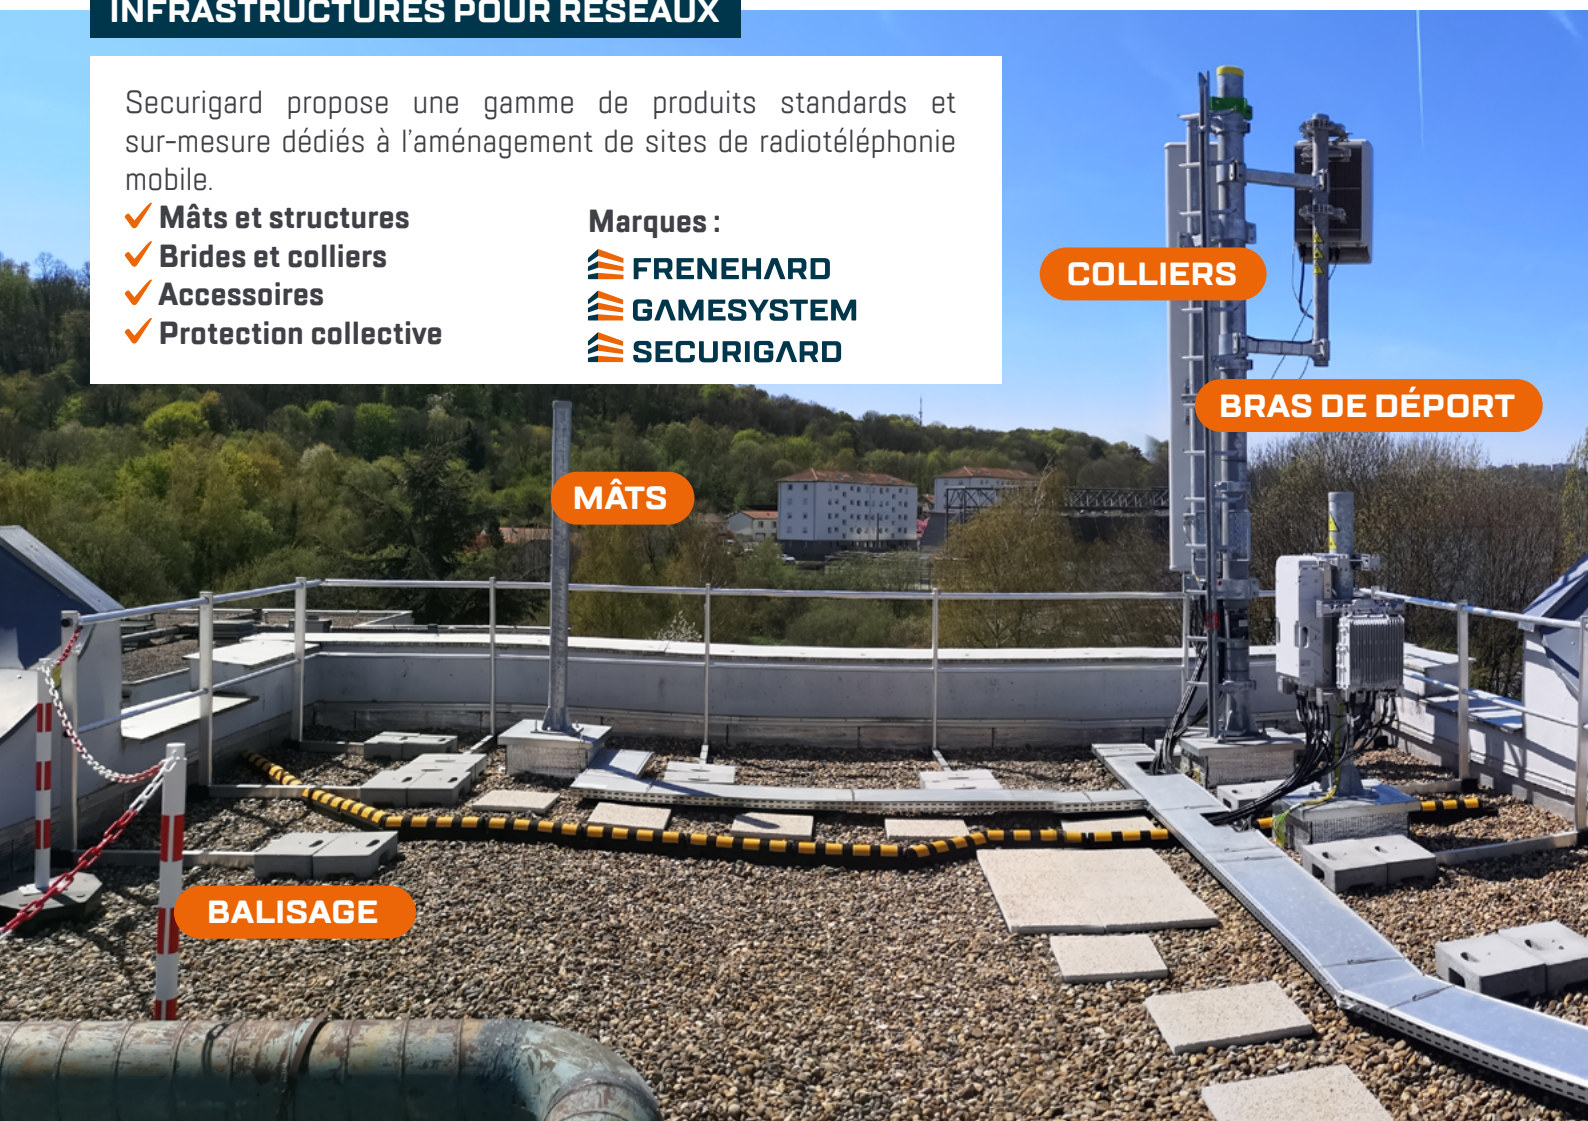 INFRASTRUCTURES POUR RÉSEAUX
Securigard propose une gamme de produits standards et
sur-mesure dédiés à l'aménagement de sites de radiotéléphonie
mobile.
Mâts et structures
Brides et colliers
Accessoires
Protection collective
Marques :
FRENEHARD
GAMESYSTEM
SECURIGARD
COLLIERS
BRAS DE DÉPORT
MÂTS
BALISAGE